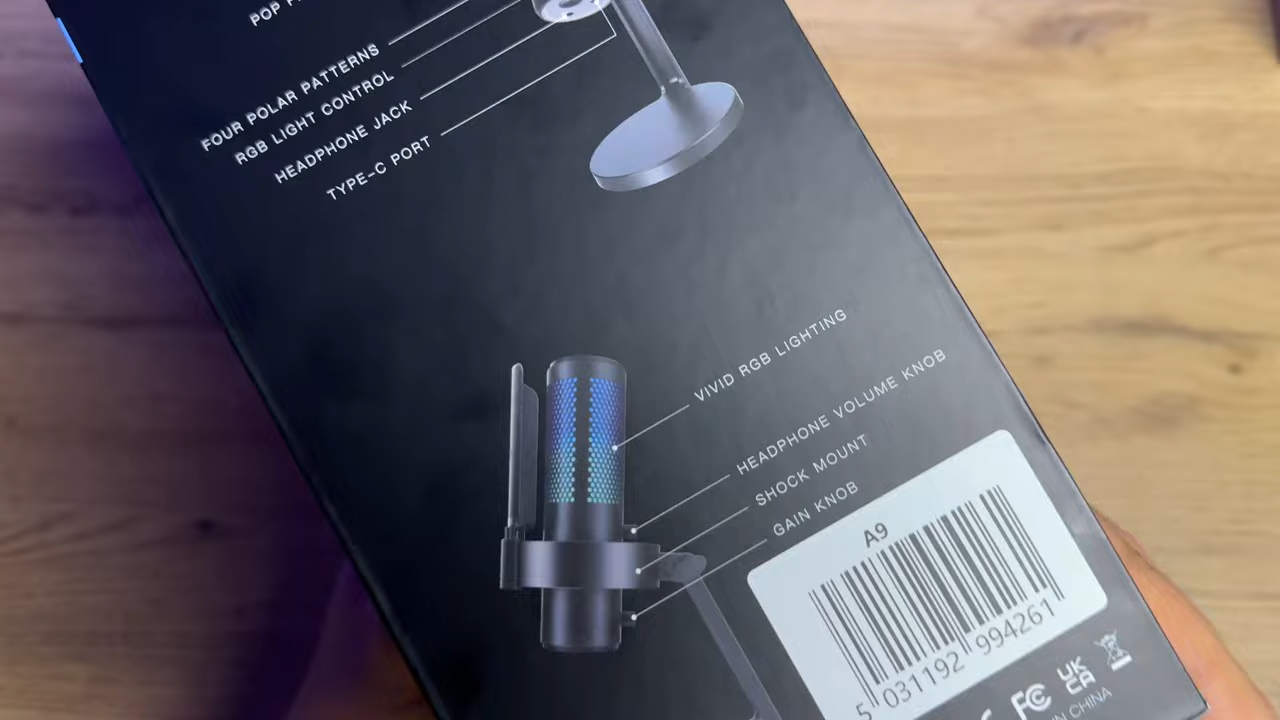 POP
FOUR POLAR PATTERNS
RGB LIGHT CONTROL
HEADPHONE JACK
TYPE-C PORT
VIVID RGB LIGHTING
HEADPHONE VOLUME KNOB
SHOCK MOUNT
GAIN KNOB
A9
5 031192 994261
FC
UK
CA
IN CHINA